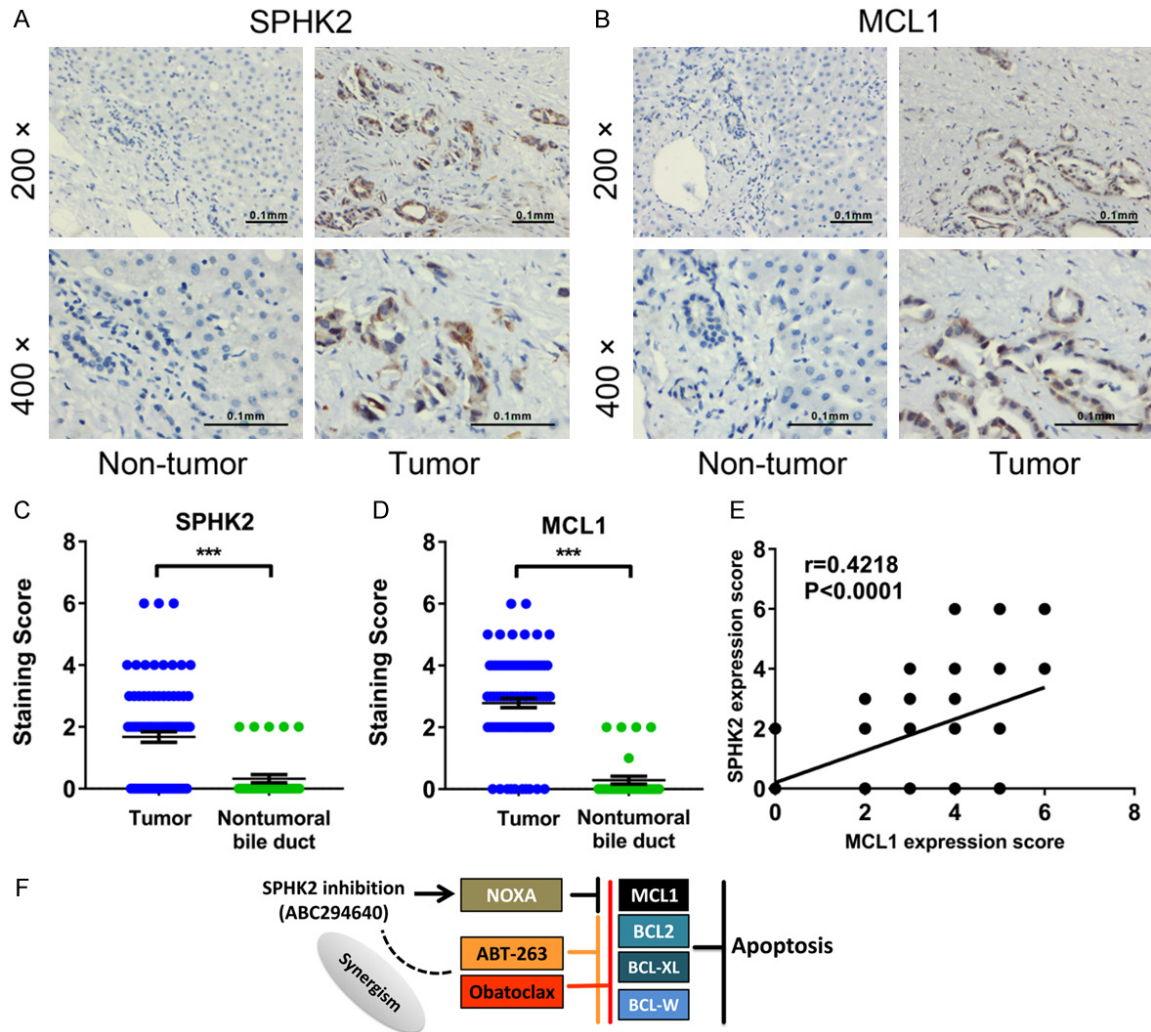 A
SPHK2
B
MCL1
200 ×
0.1mm
0.1mm
200 ×
0.1mm
0.1mm
400 ×
0.1mm
0.1mm
400 ×
0.1mm
0.1mm
Non-tumor
Tumor
Non-tumor
Tumor
C
SPHK2
***
Staining Score
8
6
4
2
0
Tumor
Nontumoral
bile duct
D
MCL1
***
Staining Score
8
6
4
2
0
Tumor
Nontumoral
bile duct
E
r=0.4218
P<0.0001
SPHK2 expression score
8
6
4
2
0
0
2
4
6
8
MCL1 expression score
F
SPHK2 inhibition
(ABC294640)
Synergism
NOXA
ABT-263
Obatoclax
MCL1
BCL2
BCL-XL
BCL-W
Apoptosis